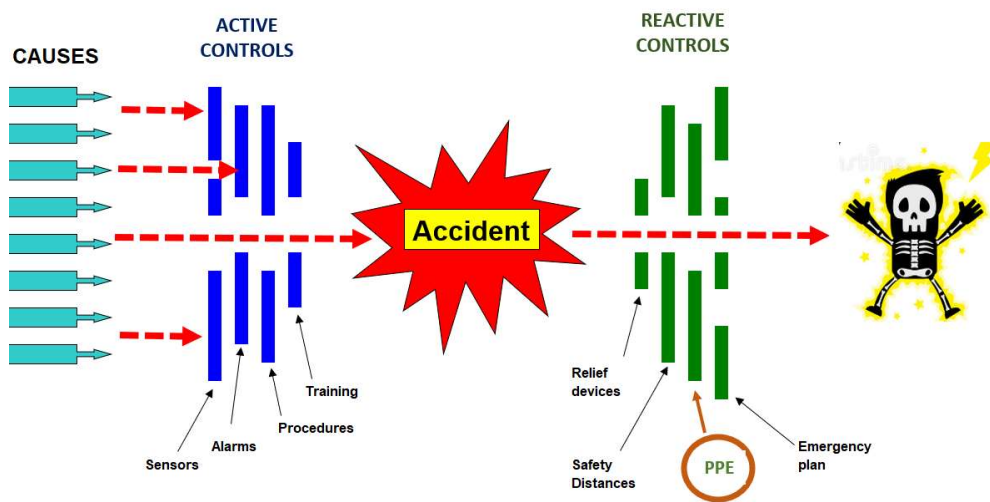 ACTIVE
CONTROLS
REACTIVE
CONTROLS
CAUSES
Accident
Training
Procedures
Alarms
Sensors
Relief
devices
Safety
Distances
PPE
Emergency
plan